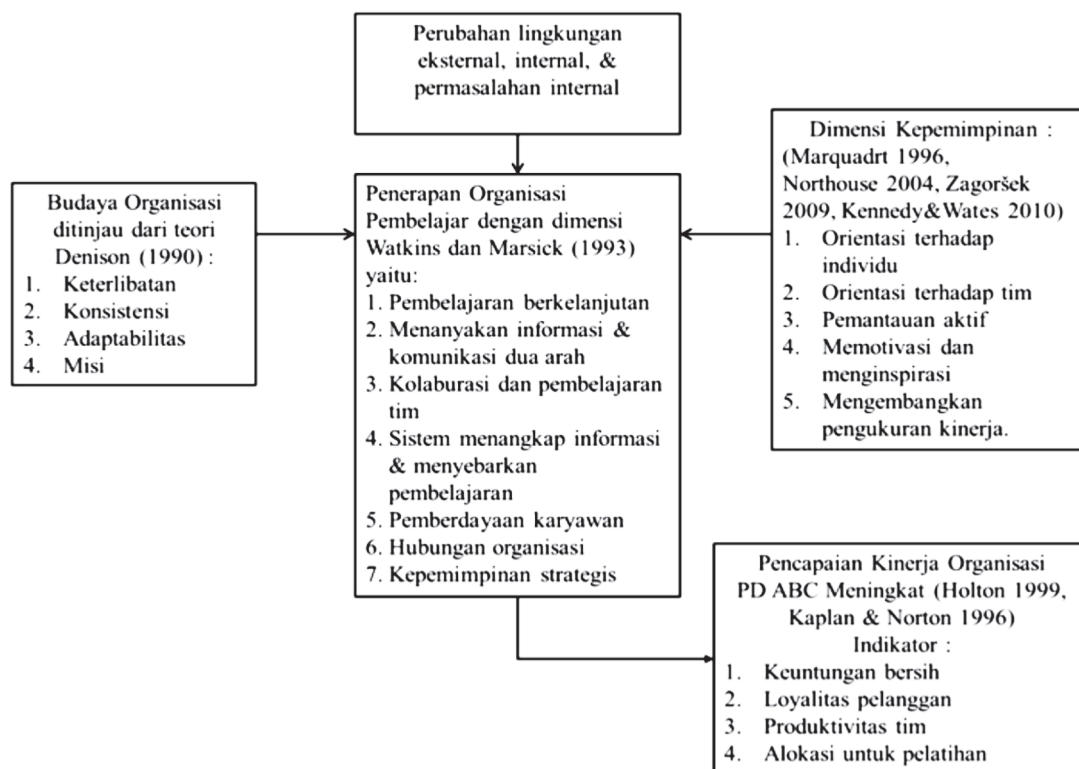 Perubahan lingkungan
eksternal, internal, &
permasalahan internal
Budaya Organisasi
ditinjau dari teori
Denison (1990) :
1. Keterlibatan
2. Konsistensi
3. Adaptabilitas
4. Misi
Penerapan Organisasi
Pembelajar dengan dimensi
Watkins dan Marsick (1993)
yaitu:
1. Pembelajaran berkelanjutan
2. Menanyakan informasi &
komunikasi dua arah
3. Kolaburasi dan pembelajaran
tim
4. Sistem menangkap informasi
& menyebarkan
pembelajaran
5. Pemberdayaan karyawan
6. Hubungan organisasi
7. Kepemimpinan strategis
Dimensi Kepemimpinan :
(Marquadrt 1996,
Northouse 2004, Zagoršek
2009, Kennedy&Wates 2010)
1. Orientasi terhadap
individu
2. Orientasi terhadap tim
3. Pemantauan aktif
4. Memotivasi dan
menginspirasi
5. Mengembangkan
pengukuran kinerja.
Pencapaian Kinerja Organisasi
PD ABC Meningkat (Holton 1999,
Kaplan & Norton 1996)
Indikator :
1. Keuntungan bersih
2. Loyalitas pelanggan
3. Produktivitas tim
4. Alokasi untuk pelatihan